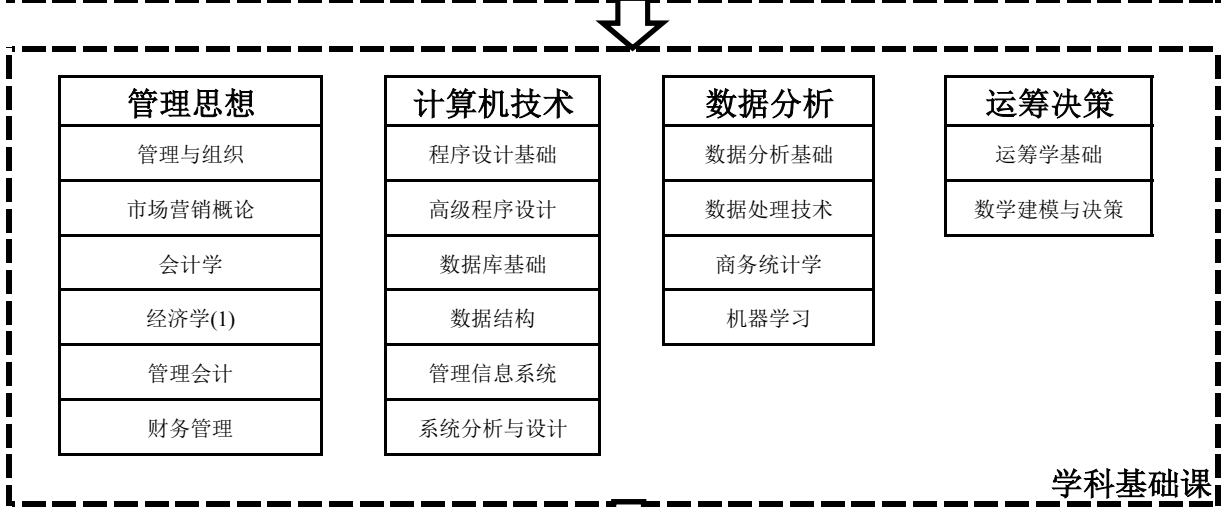 管理思想
管理与组织
市场营销概论
会计学
经济学(1)
管理会计
财务管理
计算机技术
程序设计基础
高级程序设计
数据库基础
数据结构
管理信息系统
系统分析与设计
数据分析
数据分析基础
数据处理技术
商务统计学
机器学习
运筹决策
运筹学基础
数学建模与决策
学科基础课